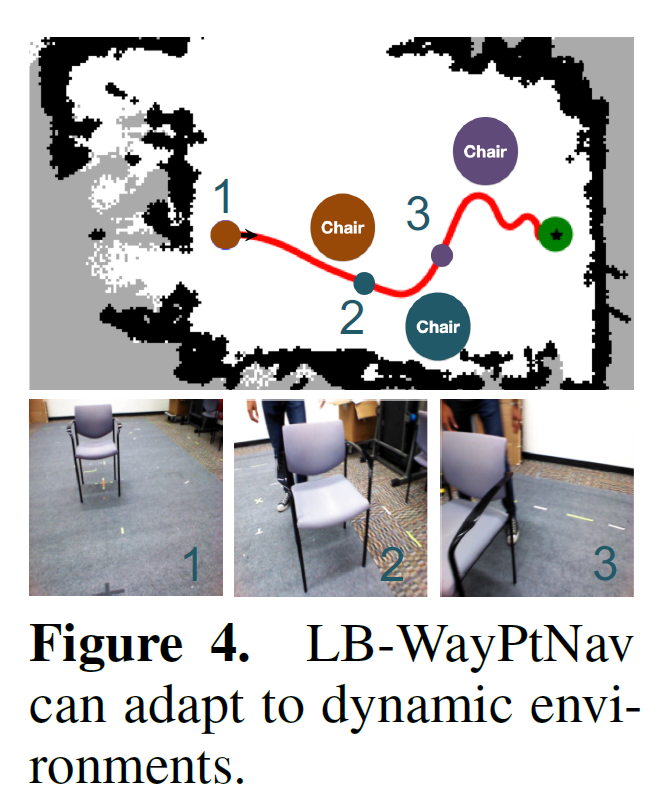 1
Chair
Chair
3
2
Chair
1
2
3
Figure 4. LB-WayPtNav
can adapt to dynamic envi-
ronments.